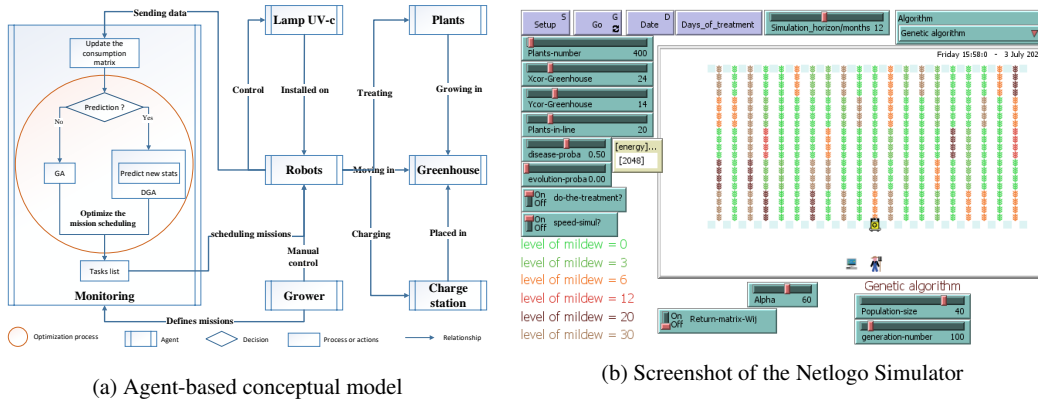 Sending data
Update the
consumption
matrix
Prediction ?
No
Yes
GA
Predict new stats
DGA
Optimize the
mission scheduling
Tasks list
Monitoring
scheduling missions
Defines missions
Lamp UV-c
Control
Installed on
Robots
Manual
control
Grower
Plants
Treating
Growing in
Moving in
Greenhouse
Charging
Placed in
Charge
station
Optimization process
Agent
Decision
Process or actions
Relationship
(a) Agent-based conceptual model
S
Setup
G
Go
D
Date
Days_of_treatment
Simulation_horizon/months 12
Algorithm
Genetic algorithm
Plants-number 400
Xcor-Greenhouse 24
Ycor-Greenhouse 14
Plants-in-line 20
disease-proba 0.50
evolution-proba 0.00
[energy]...
[2048]
On
Off
do-the-treatment?
On
Off
speed-simul?
level of mildew = 0
level of mildew = 3
level of mildew = 6
level of mildew = 12
level of mildew = 20
level of mildew = 30
Friday 15:58:0 - 3 July 202
Alpha 60
On
Off
Return-matrix-Wij
Genetic algorithm
Population-size 40
generation-number 100
(b) Screenshot of the Netlogo Simulator